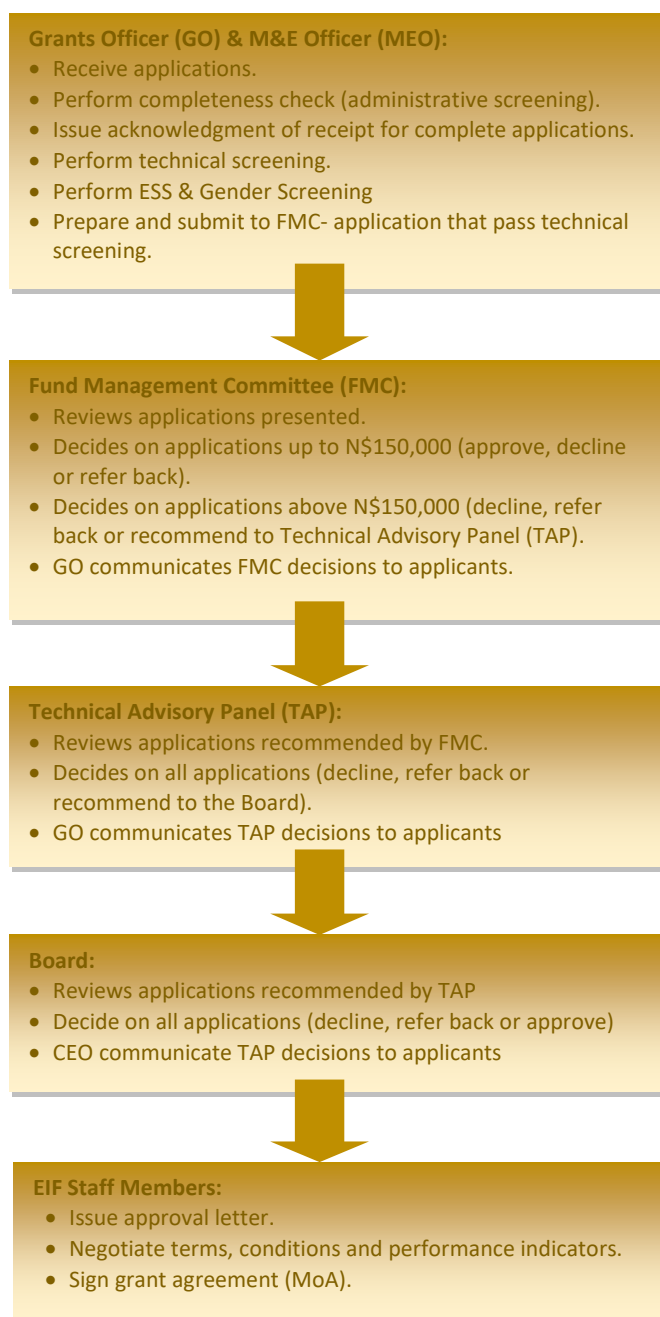 Grants Officer (GO) & M&E Officer (MEO):
• Receive applications.
• Perform completeness check (administrative screening).
• Issue acknowledgment of receipt for complete applications.
• Perform technical screening.
• Perform ESS & Gender Screening
• Prepare and submit to FMC- application that pass technical
screening.
Fund Management Committee (FMC):
• Reviews applications presented.
• Decides on applications up to N$150,000 (approve, decline
or refer back).
• Decides on applications above N$150,000 (decline, refer
back or recommend to Technical Advisory Panel (TAP).
• GO communicates FMC decisions to applicants.
Technical Advisory Panel (TAP):
• Reviews applications recommended by FMC.
• Decides on all applications (decline, refer back or
recommend to the Board).
• GO communicates TAP decisions to applicants
Board:
• Reviews applications recommended by TAP
• Decide on all applications (decline, refer back or approve)
• CEO communicate TAP decisions to applicants
EIF Staff Members:
• Issue approval letter.
• Negotiate terms, conditions and performance indicators.
• Sign grant agreement (MoA).